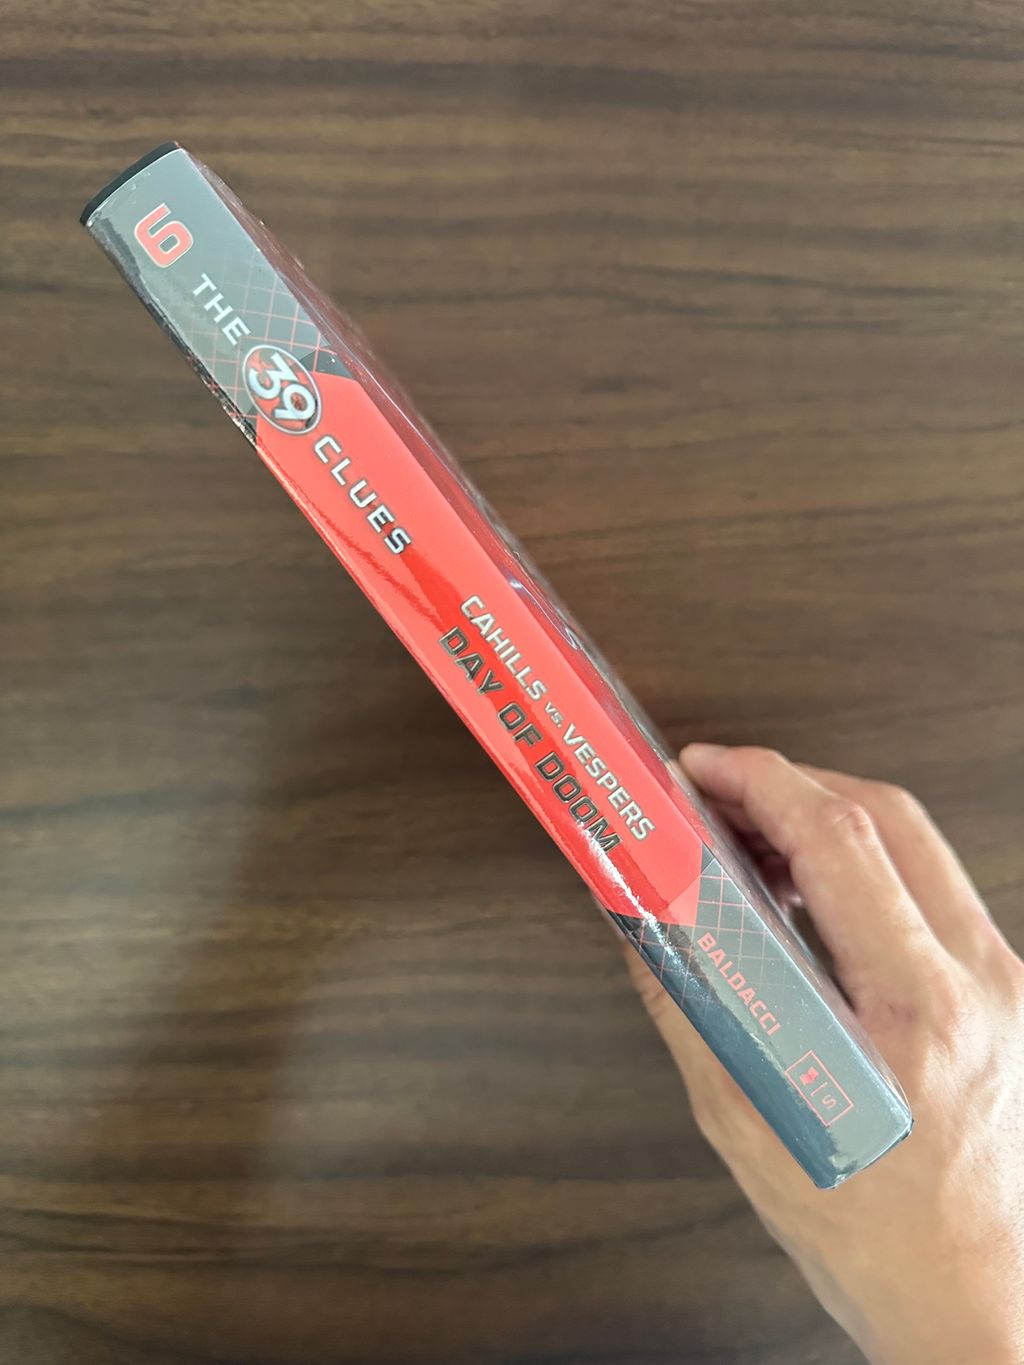 6
THE 39 CLUES
CAHILLS VS. VESPERS
DAY OF DOOM
BALDACCI
S